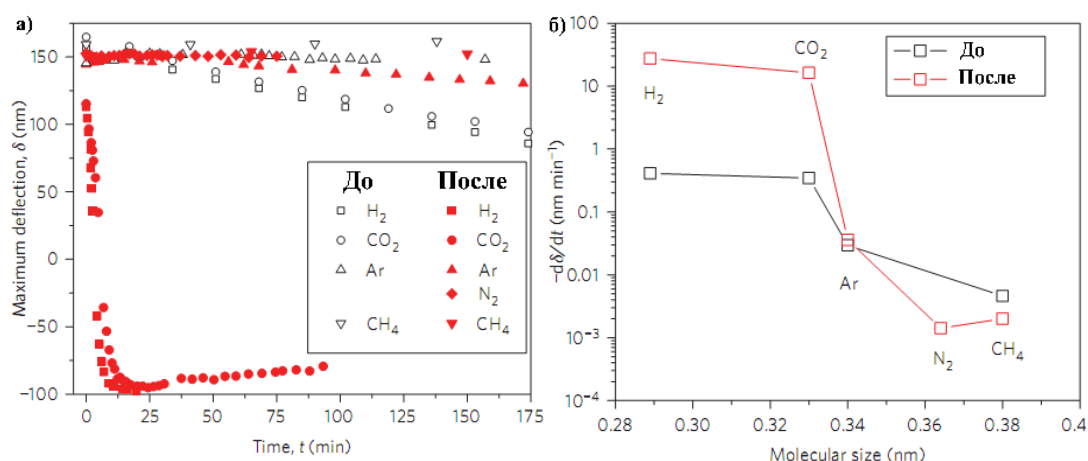 а)
Maximum deflection, δ (nm)
150
100
50
0
−50
−100
0
25
50
75
100
125
150
175
Time, t (min)
До После
H₂ H₂
CO₂ CO₂
Ar Ar
N₂
CH₄ CH₄
б)
−dδ/dt (nm min⁻¹)
100
10
1
0.1
0.01
10⁻³
10⁻⁴
0.28
0.30
0.32
0.34
0.36
0.38
0.4
Molecular size (nm)
H₂
CO₂
Ar
N₂
CH₄
До
После